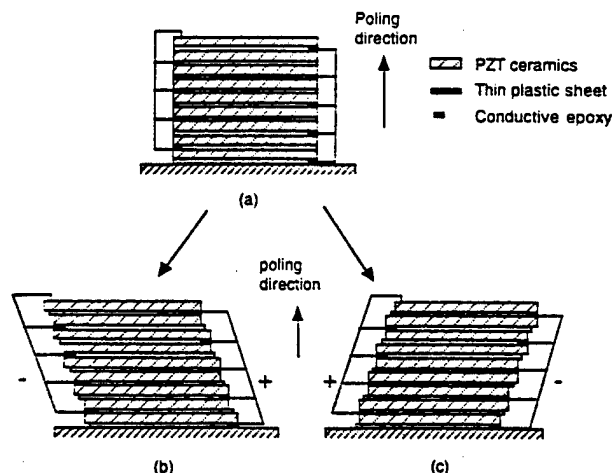 Poling
direction
PZT ceramics
Thin plastic sheet
Conductive epoxy
(a)
poling
direction
-
+
+
-
(b)
(c)